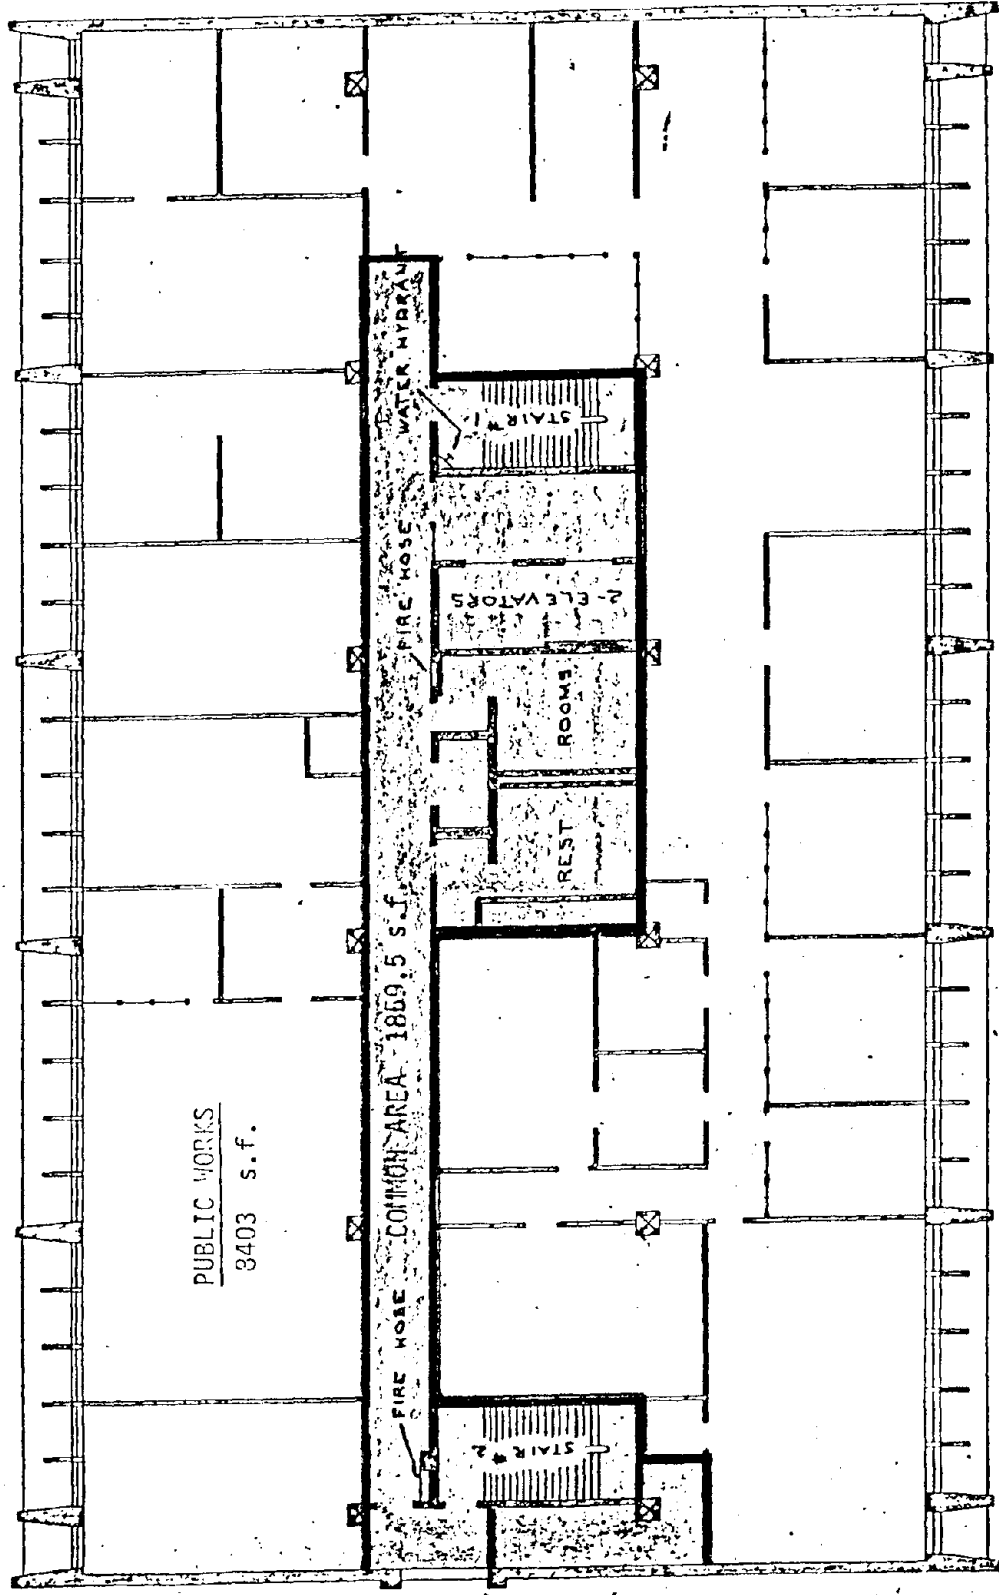 PUBLIC WORKS
8403 s.f.
FIRE HOSE
COMMON AREA - 1869.5 s.f.
FIRE HOSE
WATER HYDRANT
STAIR #1
2-ELEVATORS
REST ROOMS
STAIR #2